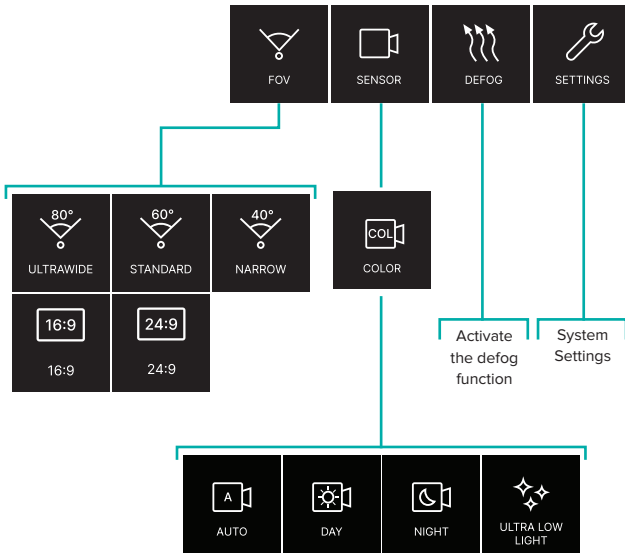 FOV
SENSOR
DEFOG
SETTINGS
80°
ULTRAWIDE
60°
STANDARD
40°
NARROW
COL
COLOR
16:9
16:9
24:9
24:9
Activate
the defog
function
System
Settings
A
AUTO
DAY
NIGHT
ULTRA LOW
LIGHT